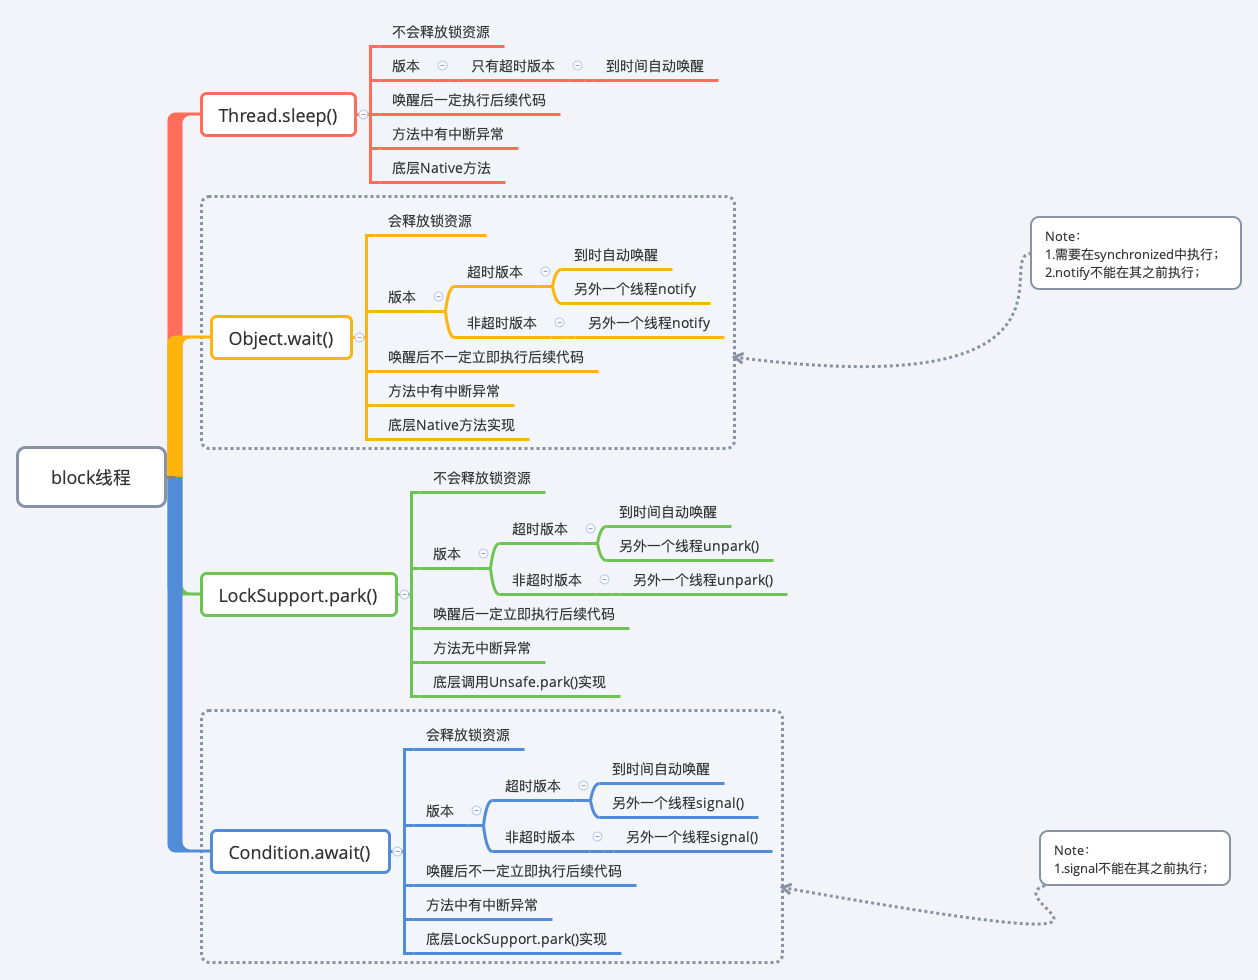 block线程
Thread.sleep()
不会释放锁资源
版本
只有超时版本
到时间自动唤醒
唤醒后一定执行后续代码
方法中有中断异常
底层Native方法
Object.wait()
会释放锁资源
版本
超时版本
到时自动唤醒
另外一个线程notify
非超时版本
另外一个线程notify
唤醒后不一定立即执行后续代码
方法中有中断异常
底层Native方法实现
Note：
1.需要在synchronized中执行；
2.notify不能在其之前执行；
LockSupport.park()
不会释放锁资源
版本
超时版本
到时间自动唤醒
另外一个线程unpark()
非超时版本
另外一个线程unpark()
唤醒后一定立即执行后续代码
方法无中断异常
底层调用Unsafe.park()实现
Condition.await()
会释放锁资源
版本
超时版本
到时间自动唤醒
另外一个线程signal()
非超时版本
另外一个线程signal()
唤醒后不一定立即执行后续代码
方法中有中断异常
底层LockSupport.park()实现
Note：
1.signal不能在其之前执行；